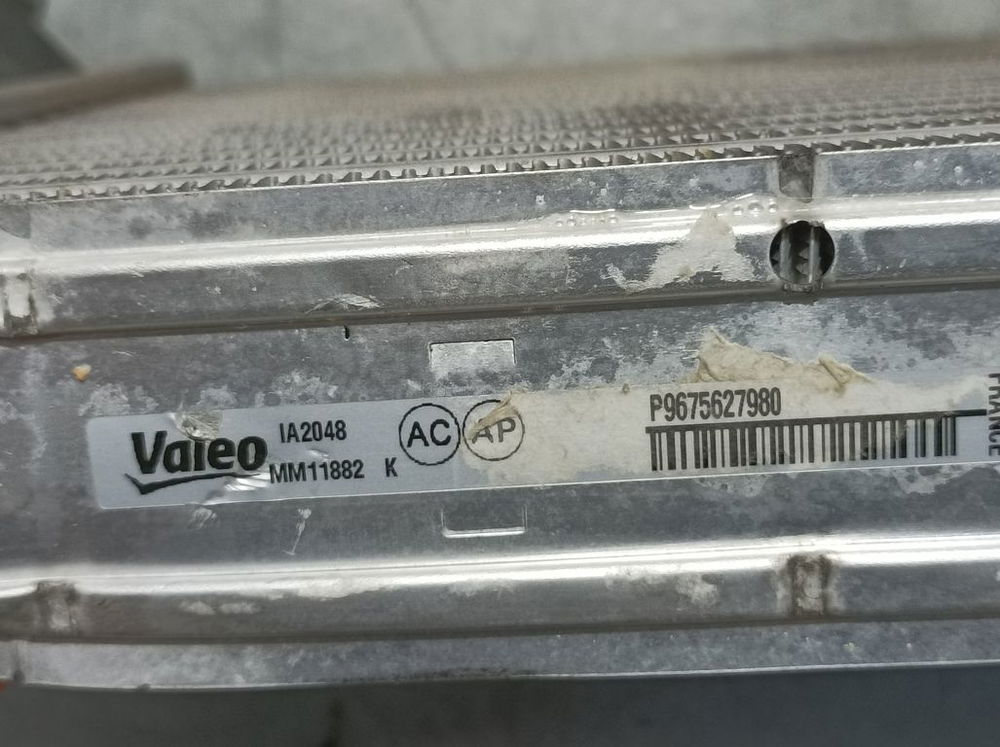 Valeo
IA2048
MM11882 K
AC
AP
P9675627980
FRANCE